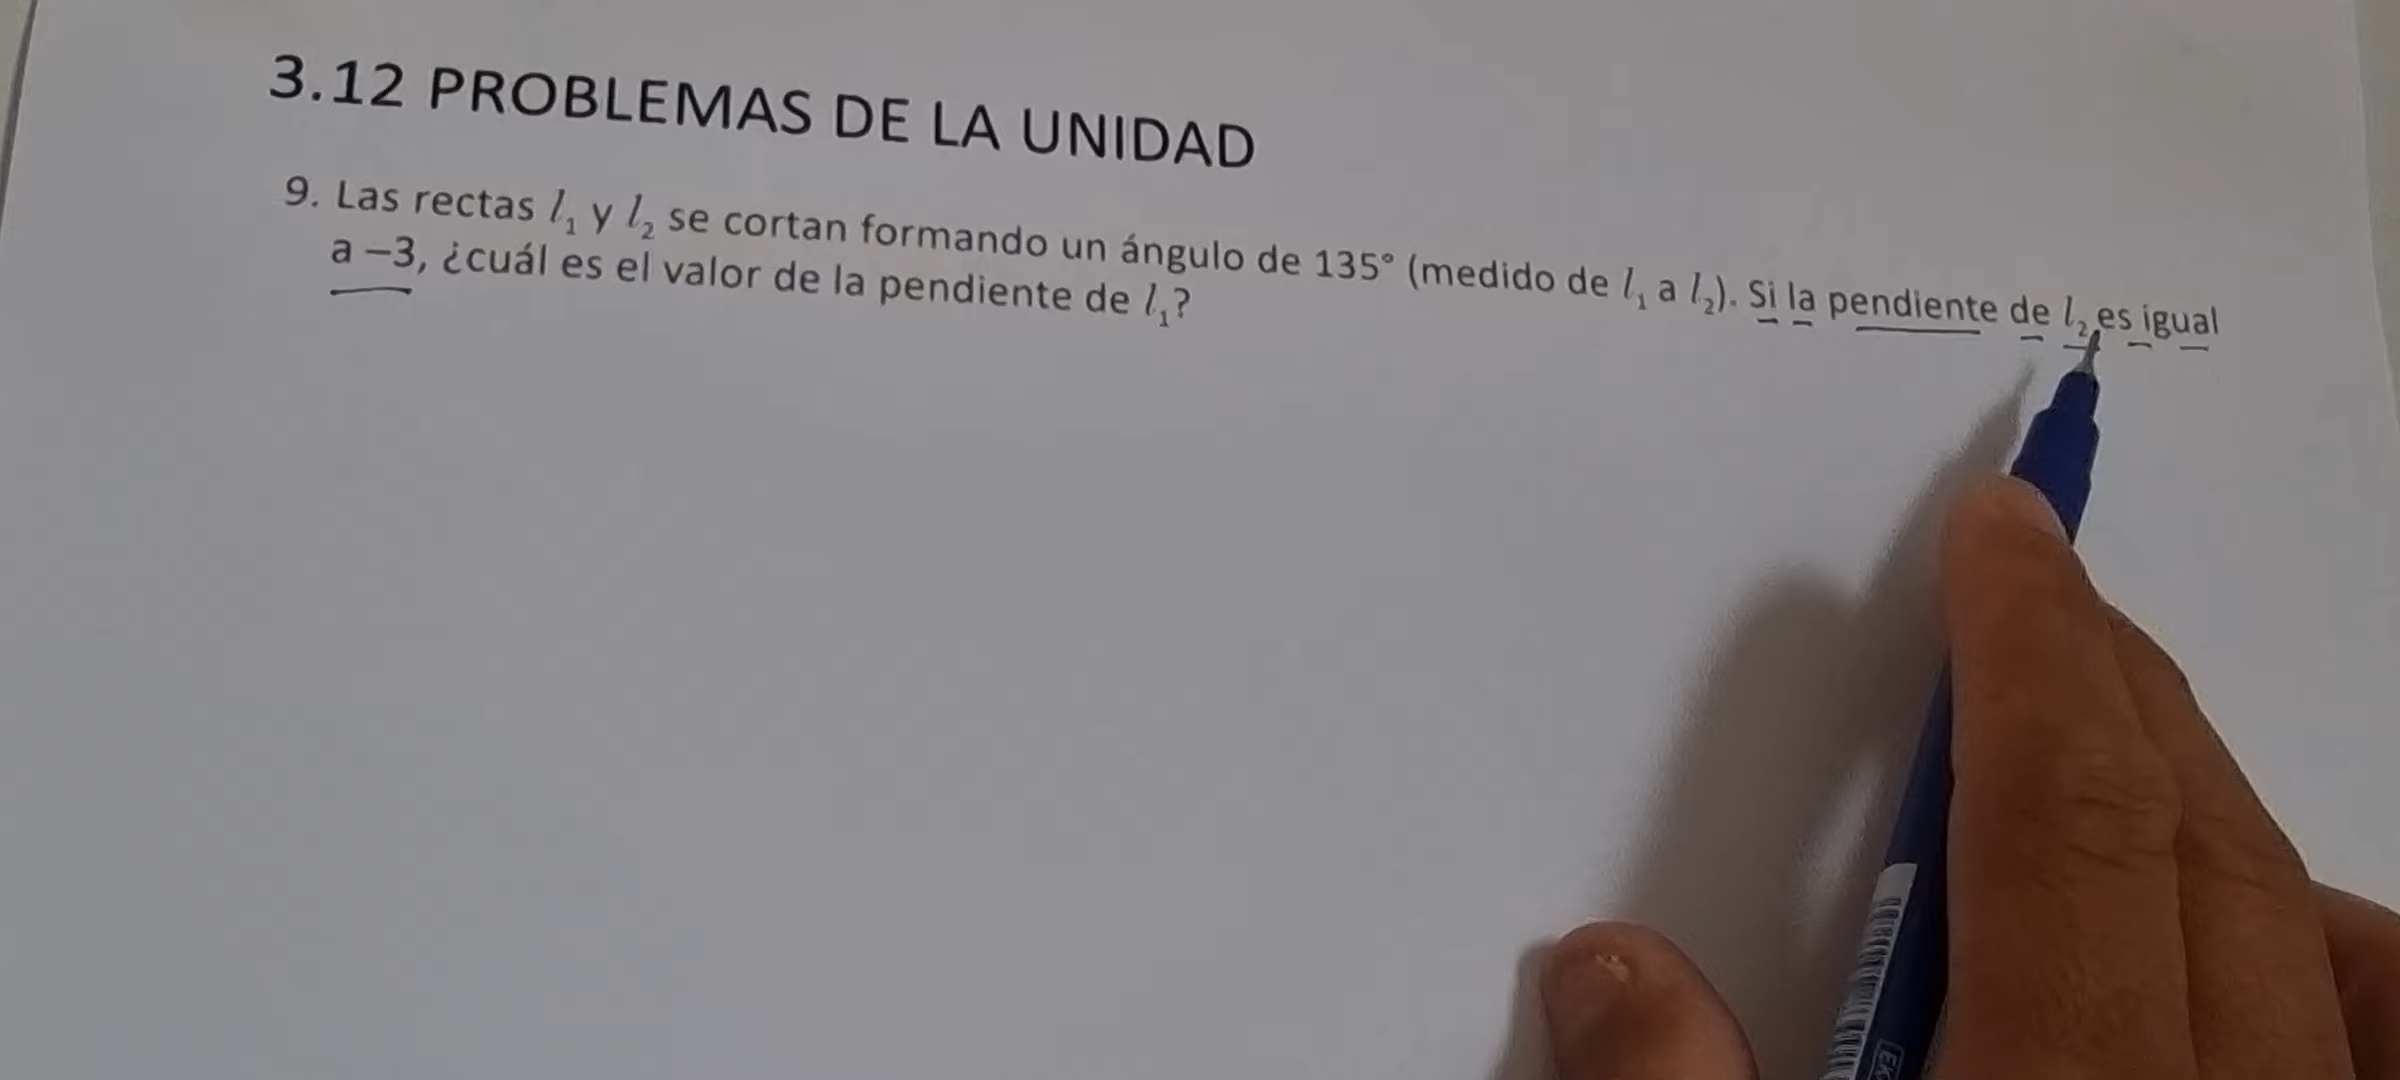 3.12 PROBLEMAS DE LA UNIDAD
9. Las rectas l₁ y l₂ se cortan formando un ángulo de 135° (medido de l₁ a l₂). Si la pendiente de l₂ es igual
a −3, ¿cuál es el valor de la pendiente de l₁?